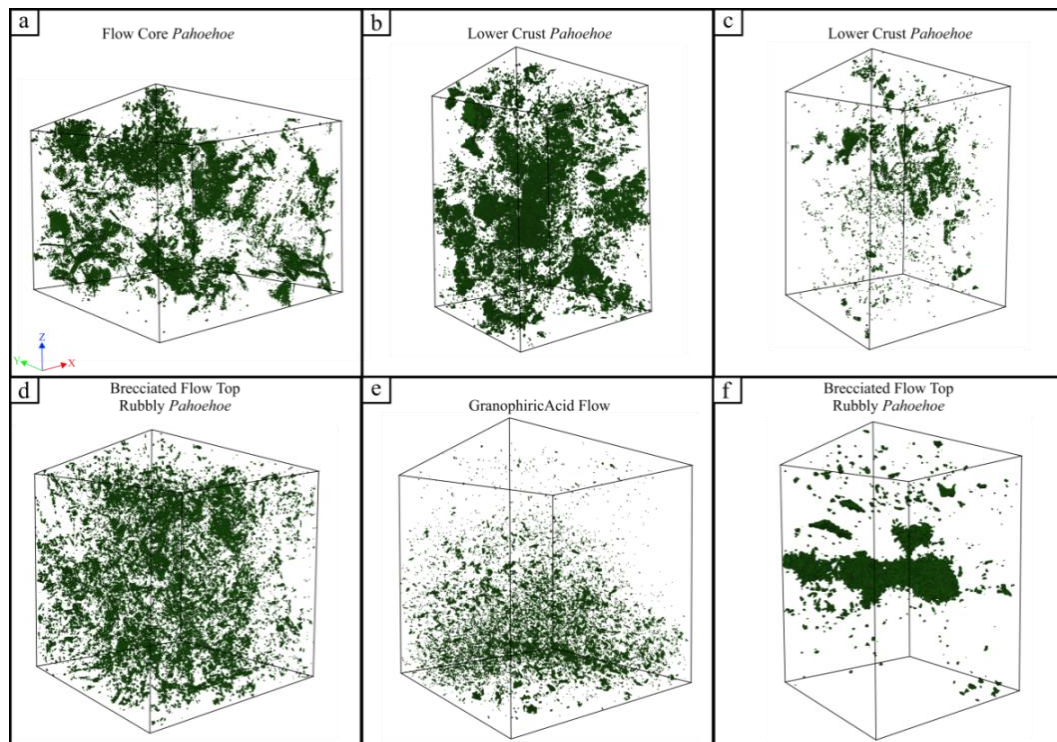 a
Flow Core Pahoehoe
b
Lower Crust Pahoehoe
c
Lower Crust Pahoehoe
Z
Y
X
d
Brecciated Flow Top
Rubbly Pahoehoe
e
GranophiricAcid Flow
f
Brecciated Flow Top
Rubbly Pahoehoe